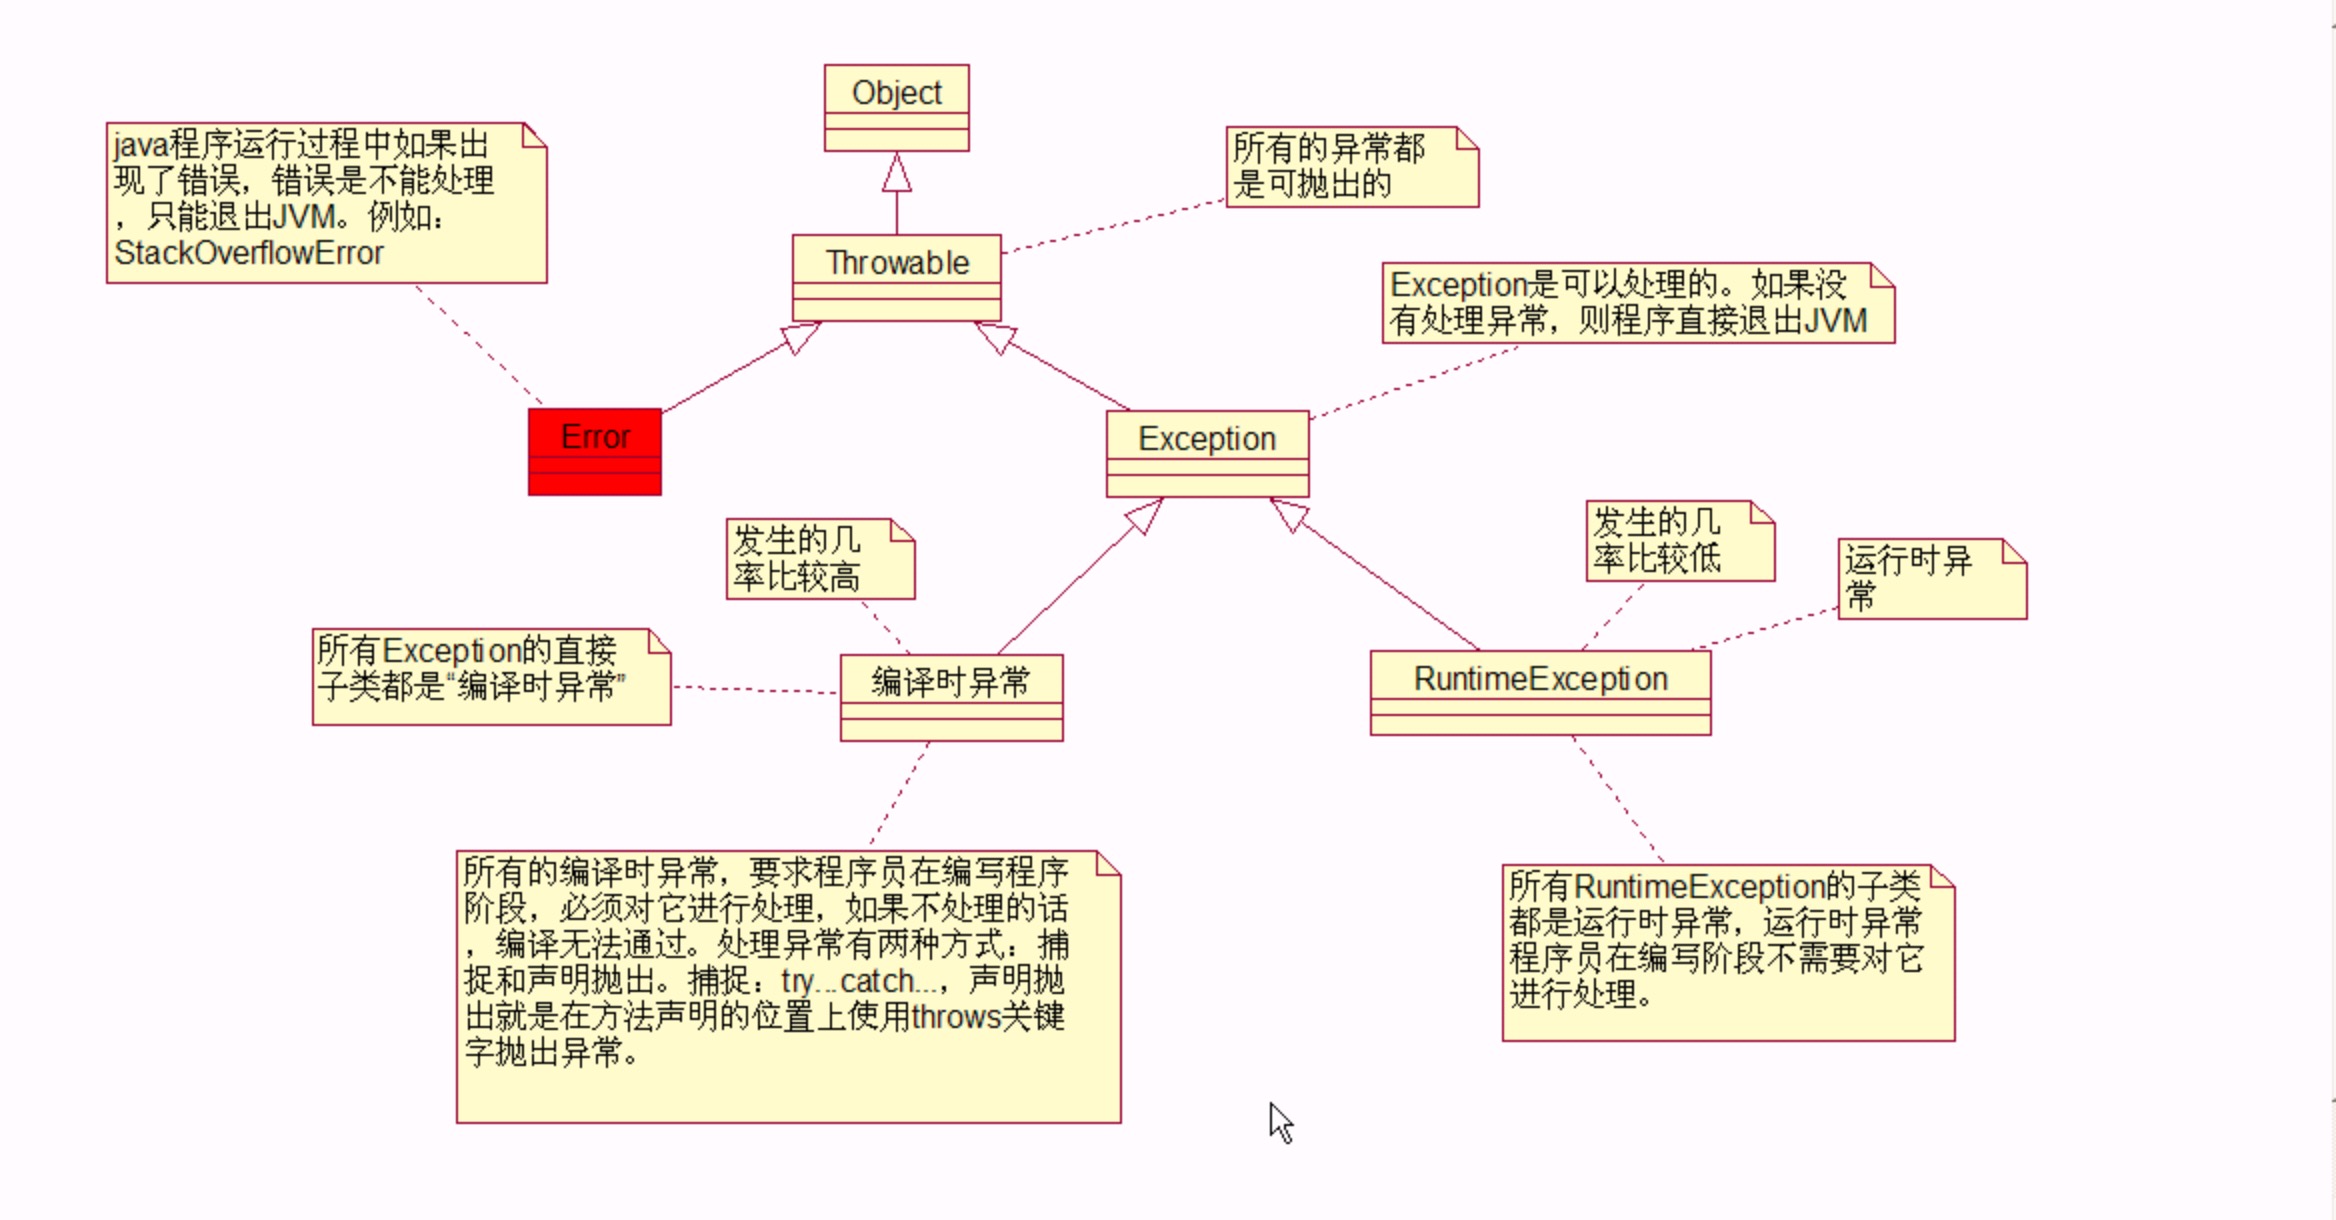 Object
java程序运行过程中如果出
现了错误，错误是不能处理
，只能退出JVM。例如：
StackOverflowError
所有的异常都
是可抛出的
Throwable
Exception是可以处理的。如果没
有处理异常，则程序直接退出JVM
Error
Exception
发生的几
率比较高
发生的几
率比较低
运行时异
常
所有Exception的直接
子类都是“编译时异常”
编译时异常
RuntimeException
所有的编译时异常，要求程序员在编写程序
阶段，必须对它进行处理，如果不处理的话
，编译无法通过。处理异常有两种方式：捕
捉和声明抛出。捕捉：try...catch...，声明抛
出就是在方法声明的位置上使用throws关键
字抛出异常。
所有RuntimeException的子类
都是运行时异常，运行时异常
程序员在编写阶段不需要对它
进行处理。